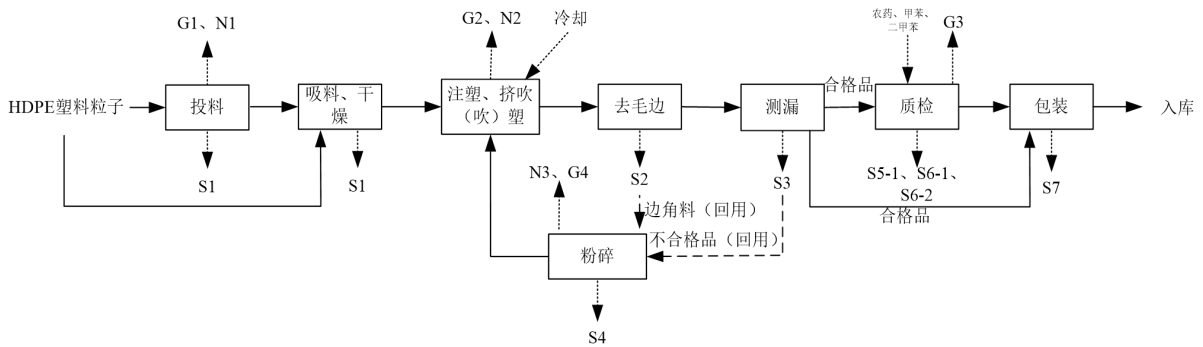 G1、N1
G2、N2
冷却
农药、甲苯、
二甲苯
G3
HDPE塑料粒子
投料
吸料、干
燥
注塑、挤吹
（吹）塑
去毛边
测漏
合格品
质检
包装
入库
S1
S1
N3、G4
S2
S3
S5-1、S6-1、
S6-2
S7
合格品
边角料（回用）
不合格品（回用）
粉碎
S4